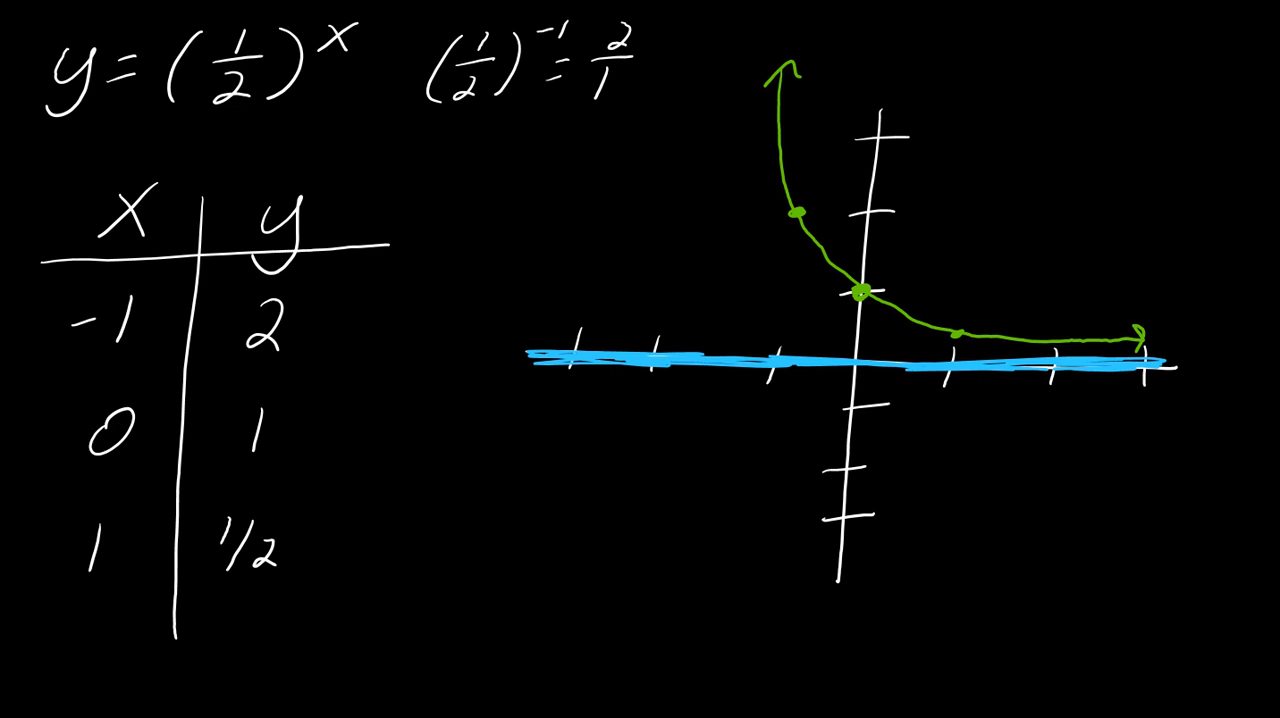 y = (1/2)^x   (1/2)^-1 = 2/1
x | y
-1 | 2
0 | 1
1 | 1/2